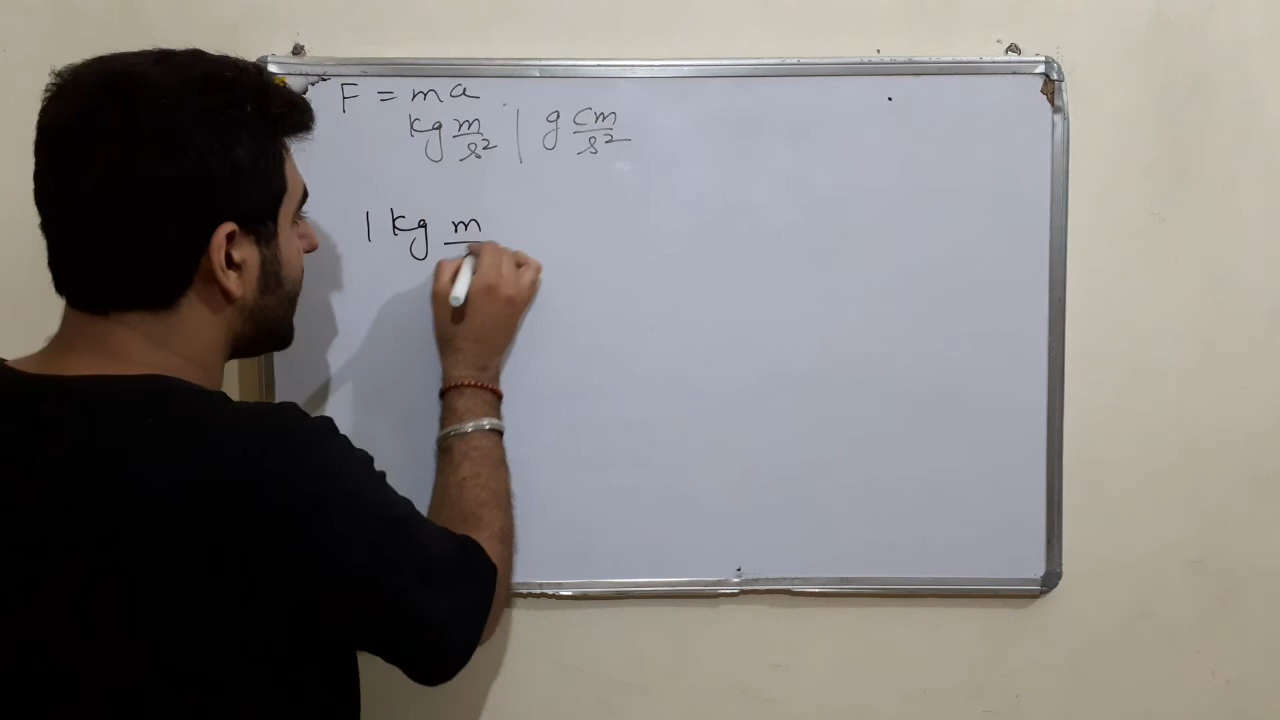 F = ma
kg m/s² | g cm/s²
1 kg m